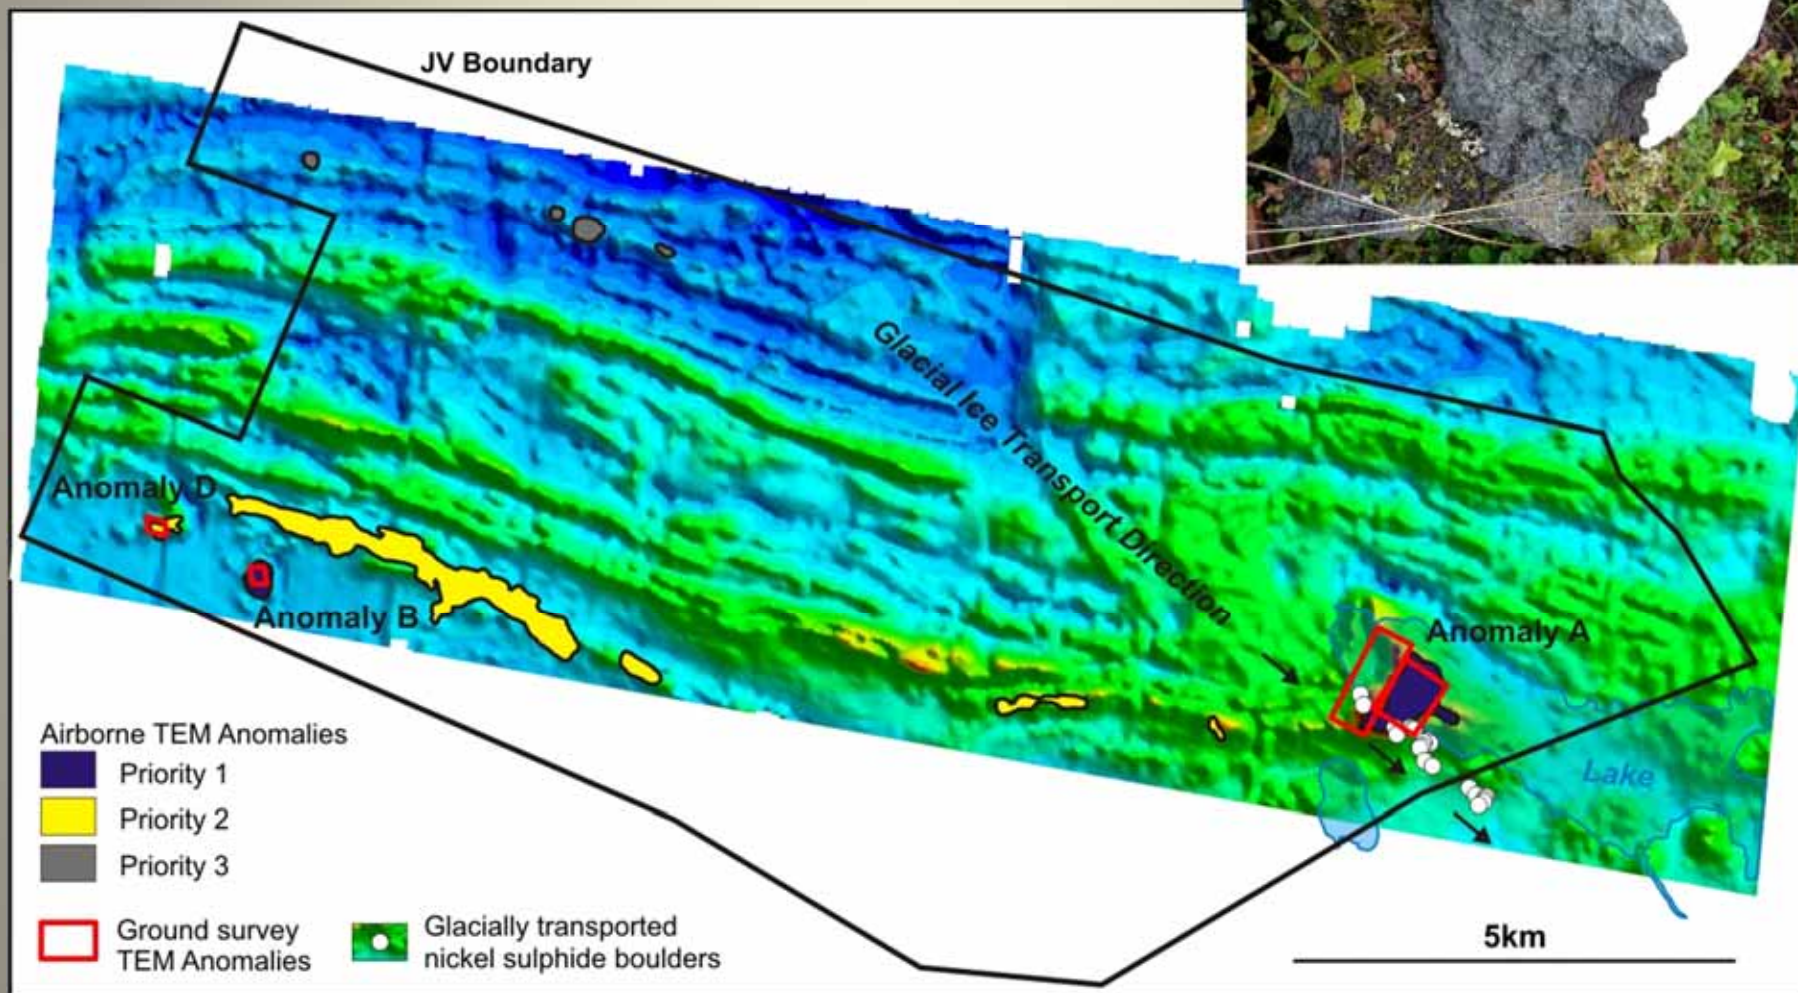 JV Boundary
Glacial Ice Transport Direction
Anomaly D
Anomaly B
Anomaly A
Lake
Airborne TEM Anomalies
Priority 1
Priority 2
Priority 3
Ground survey
TEM Anomalies
Glacially transported
nickel sulphide boulders
5km